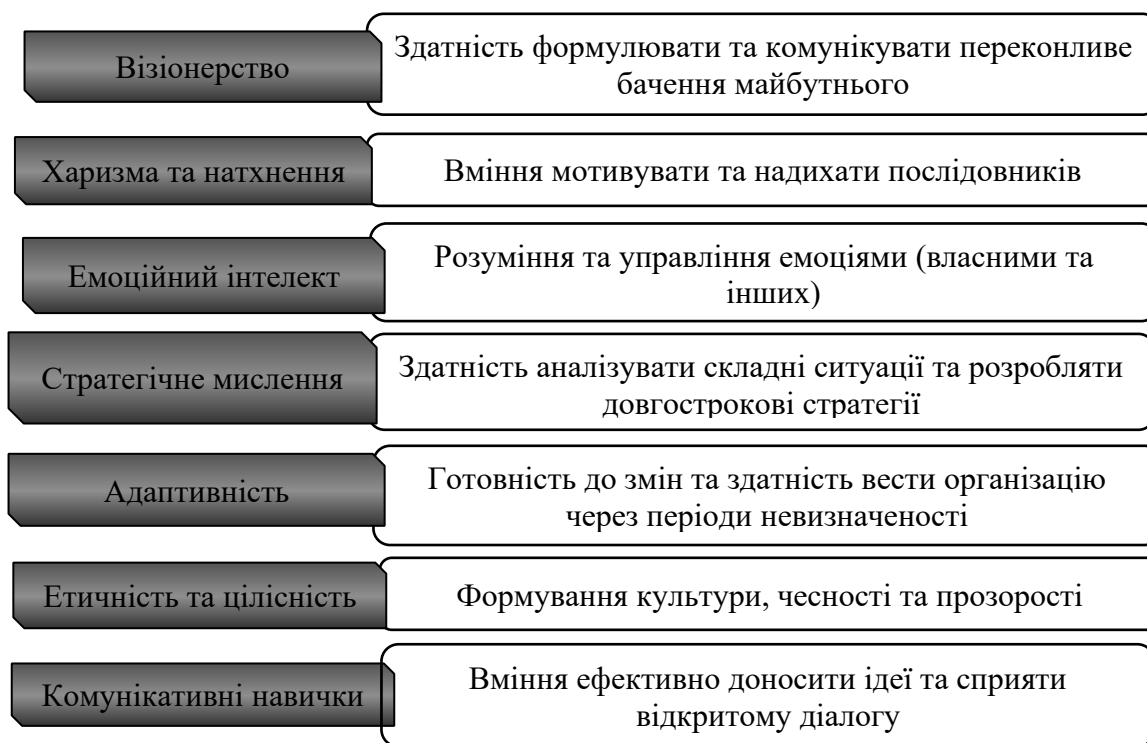 Візіонерство
Здатність формулювати та комунікувати переконливе
бачення майбутнього
Харизма та натхнення
Вміння мотивувати та надихати послідовників
Емоційний інтелект
Розуміння та управління емоціями (власними та
інших)
Стратегічне мислення
Здатність аналізувати складні ситуації та розробляти
довгострокові стратегії
Адаптивність
Готовність до змін та здатність вести організацію
через періоди невизначеності
Етичність та цілісність
Формування культури, чесності та прозорості
Комунікативні навички
Вміння ефективно доносити ідеї та сприяти
відкритому діалогу